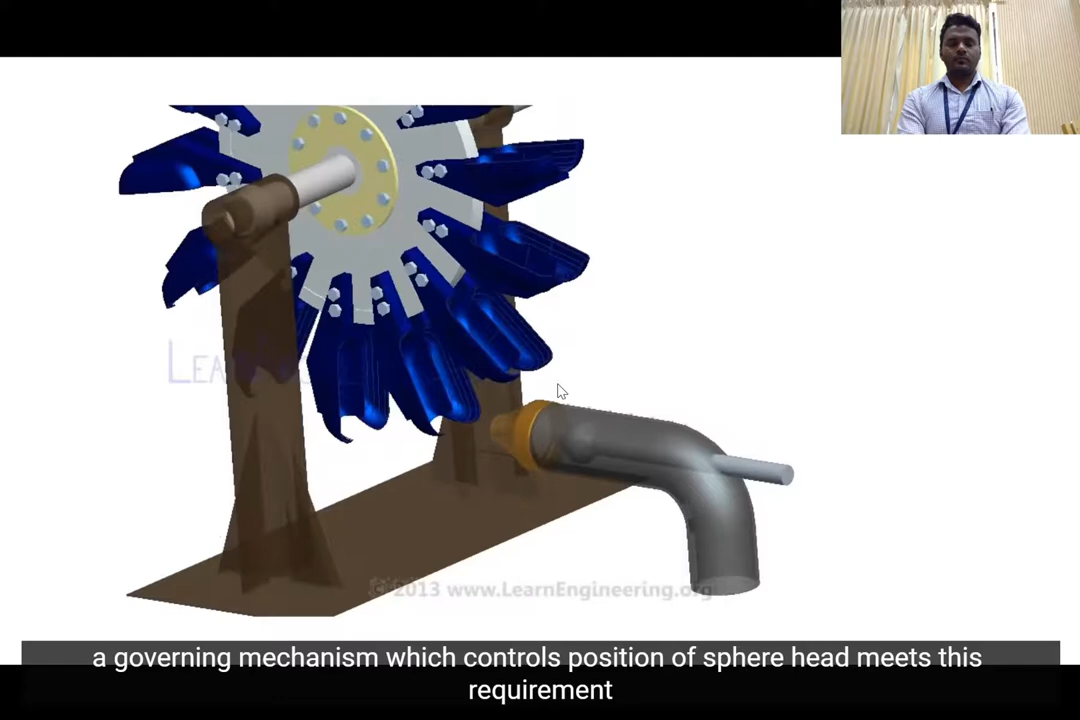 © 2013 www.LearnEngineering.org
a governing mechanism which controls position of sphere head meets this
requirement